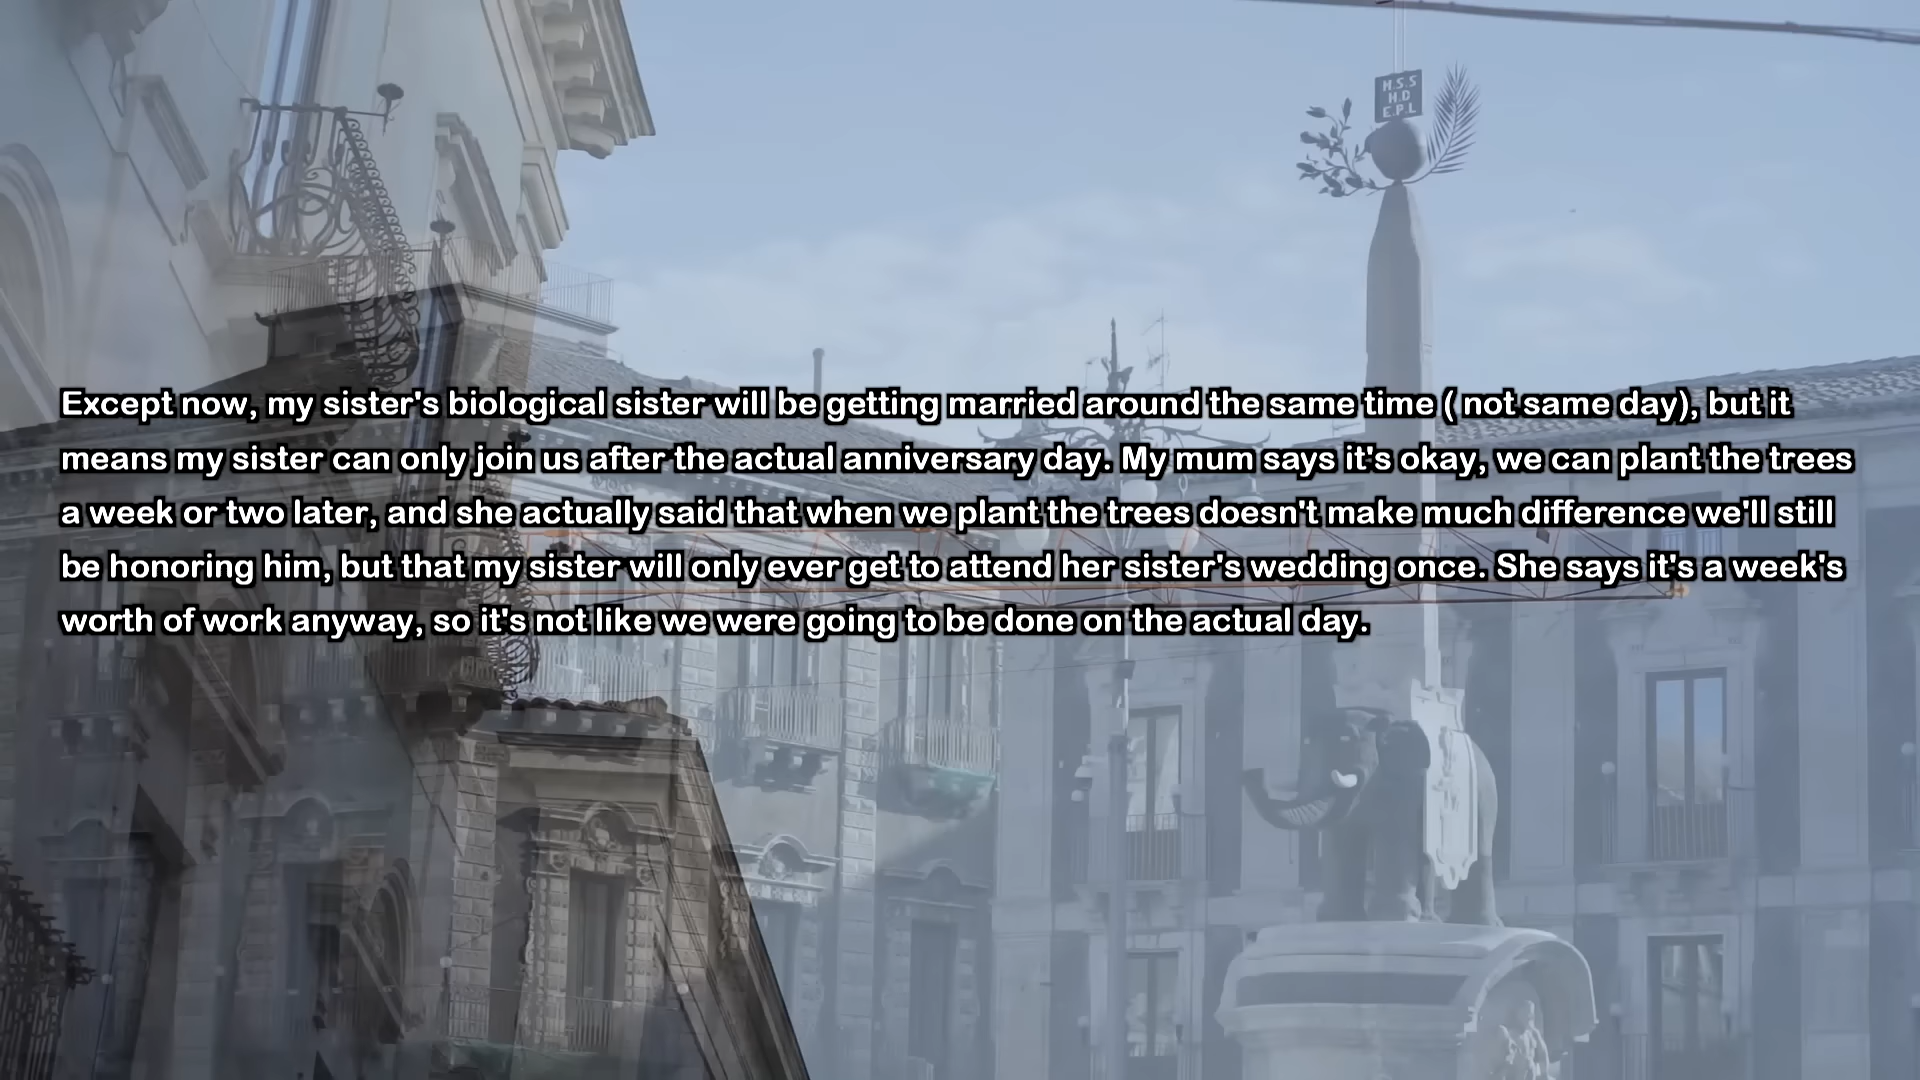 H.S.S
H.D
E.P.L
Except now, my sister's biological sister will be getting married around the same time ( not same day), but it
means my sister can only join us after the actual anniversary day. My mum says it's okay, we can plant the trees
a week or two later, and she actually said that when we plant the trees doesn't make much difference we'll still
be honoring him, but that my sister will only ever get to attend her sister's wedding once. She says it's a week's
worth of work anyway, so it's not like we were going to be done on the actual day.